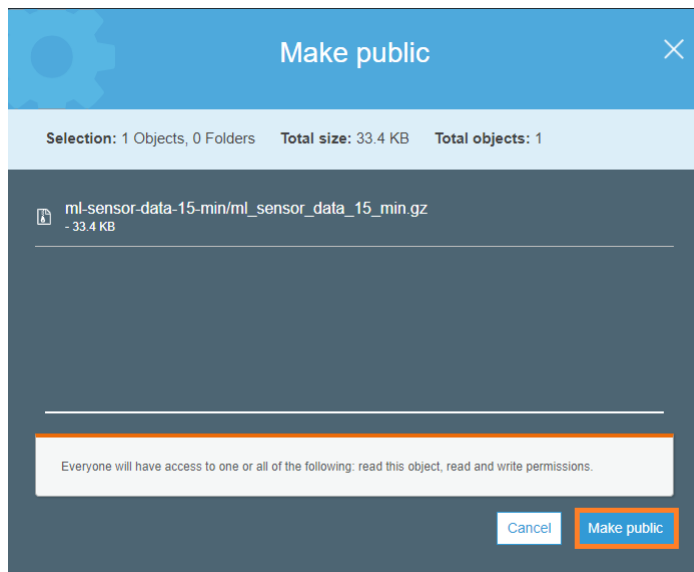 Make public
Selection: 1 Objects, 0 Folders Total size: 33.4 KB Total objects: 1
ml-sensor-data-15-min/ml_sensor_data_15_min.gz
- 33.4 KB
Everyone will have access to one or all of the following: read this object, read and write permissions.
Cancel Make public